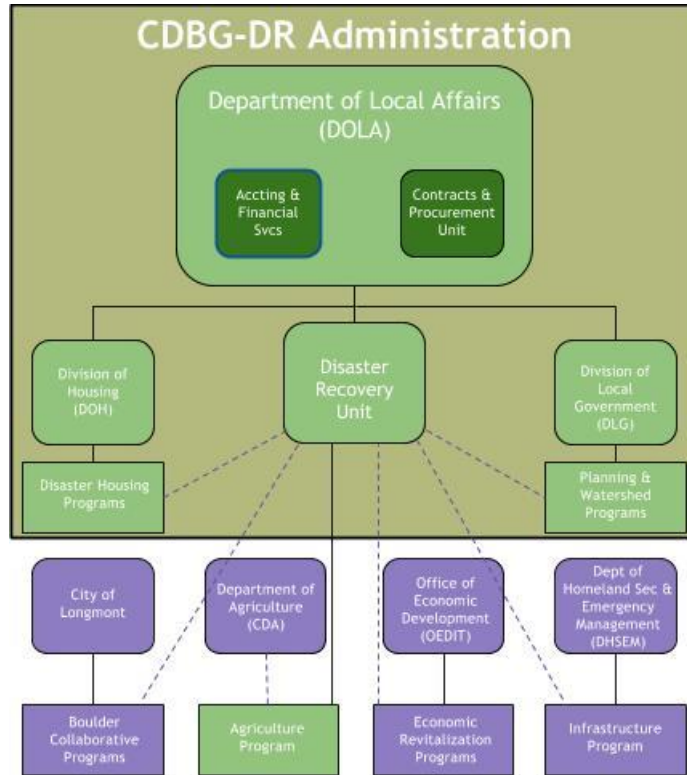 CDBG-DR Administration
Department of Local Affairs
(DOLA)
Accting &
Financial
Svcs
Contracts &
Procurement
Unit
Division of
Housing
(DOH)
Disaster
Recovery
Unit
Division of
Local
Government
(DLG)
Disaster Housing
Programs
Planning &
Watershed
Programs
City of
Longmont
Department of
Agriculture
(CDA)
Office of
Economic
Development
(OEDIT)
Dept of
Homeland Sec &
Emergency
Management
(DHSEM)
Boulder
Collaborative
Programs
Agriculture
Program
Economic
Revitalization
Programs
Infrastructure
Program